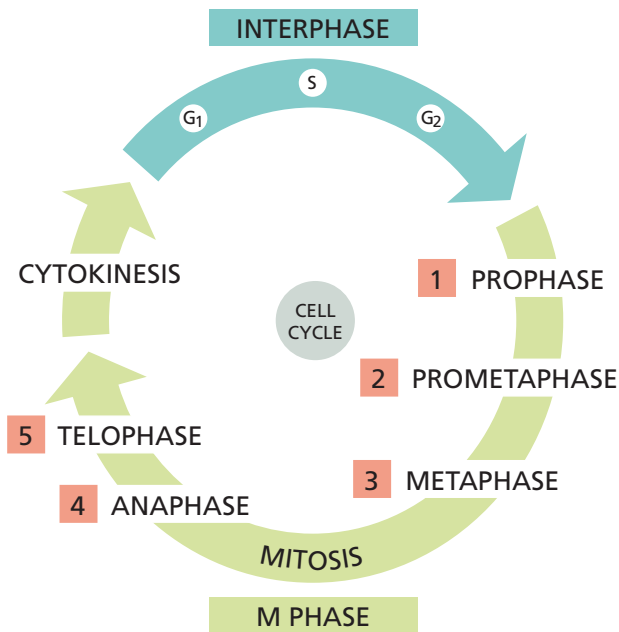 INTERPHASE
S
G1
G2
CYTOKINESIS
1 PROPHASE
CELL
CYCLE
2 PROMETAPHASE
5 TELOPHASE
3 METAPHASE
4 ANAPHASE
MITOSIS
M PHASE